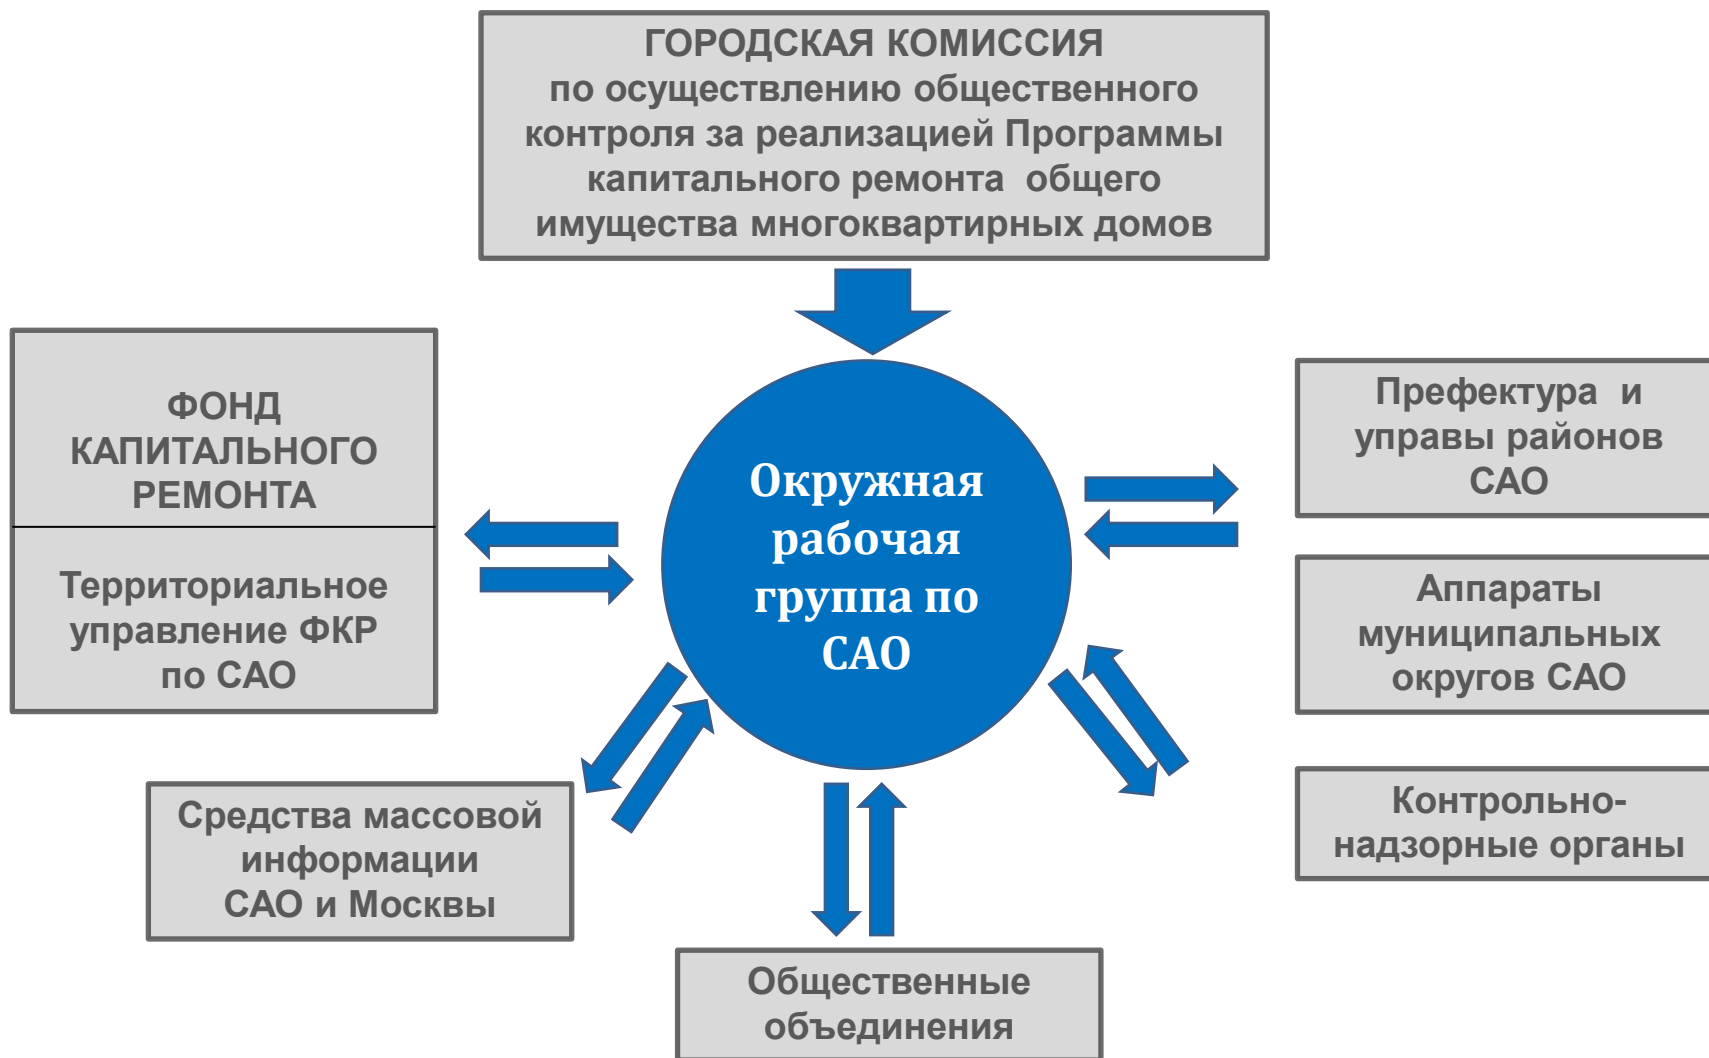 ГОРОДСКАЯ КОМИССИЯ
по осуществлению общественного
контроля за реализацией Программы
капитального ремонта общего
имущества многоквартирных домов
ФОНД
КАПИТАЛЬНОГО
РЕМОНТА
Территориальное
управление ФКР
по САО
Окружная
рабочая
группа по
САО
Префектура и
управы районов
САО
Аппараты
муниципальных
округов САО
Контрольно-
надзорные органы
Средства массовой
информации
САО и Москвы
Общественные
объединения